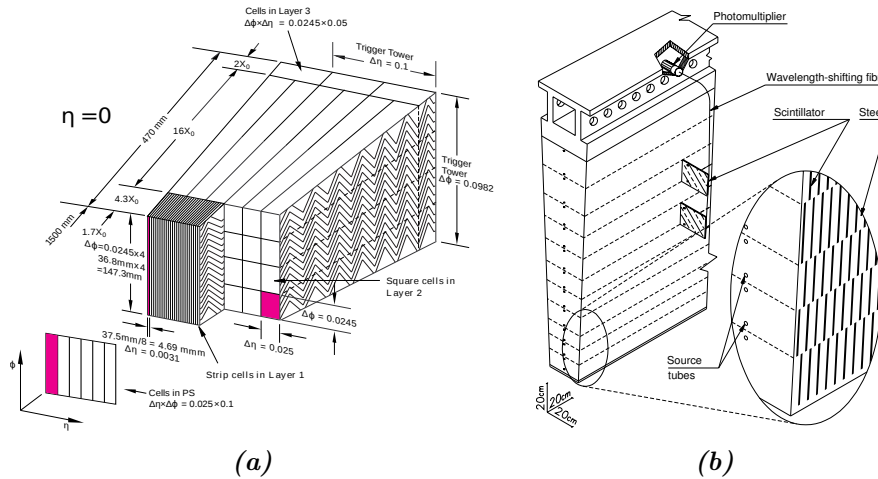 Cells in Layer 3
Δϕ×Δη = 0.0245×0.05
Trigger Tower
Δη = 0.1
2X₀
η = 0
470 mm
16X₀
Trigger
Tower
Δϕ = 0.0982
4.3X₀
1500 mm
1.7X₀
Δϕ=0.0245x4
36.8mmx4
=147.3mm
Square cells in
Layer 2
Δϕ = 0.0245
37.5mm/8 = 4.69 mmm
Δη = 0.0031
Δη = 0.025
Strip cells in Layer 1
ϕ
η
Cells in PS
Δη×Δϕ = 0.025×0.1
(a)
Photomultiplier
Wavelength-shifting fib
Scintillator
Stee
Source
tubes
20cm
20cm
20cm
(b)